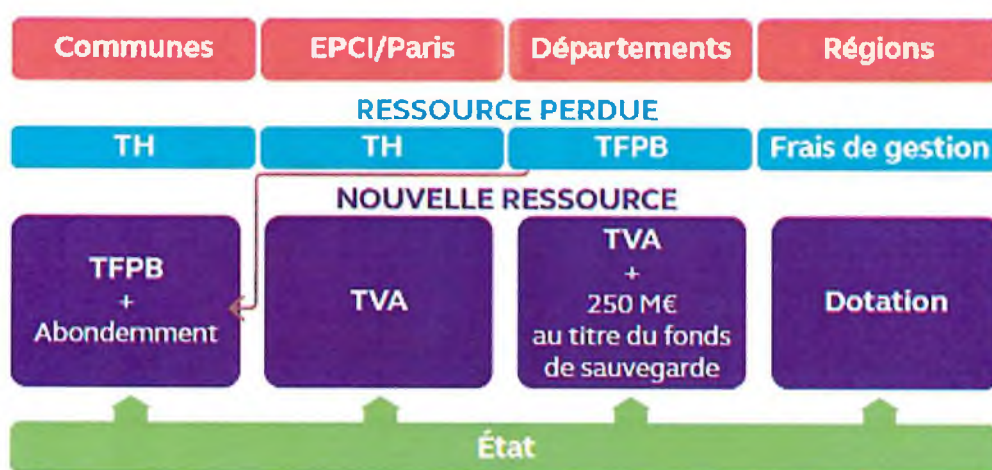 Communes
EPCI/Paris
Départements
Régions
RESSOURCE PERDUE
TH
TH
TFPB
Frais de gestion
NOUVELLE RESSOURCE
TFPB
+
Abondemment
TVA
TVA
+
250 M€
au titre du fonds
de sauvegarde
Dotation
État